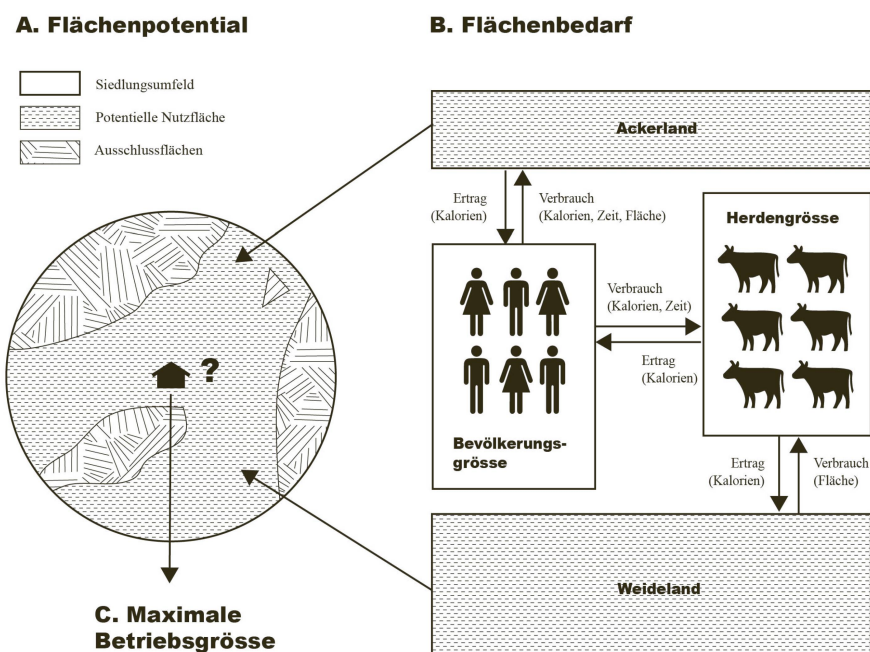 A. Flächenpotential
Siedlungsumfeld
Potentielle Nutzfläche
Ausschlussflächen
?
C. Maximale
Betriebsgrösse
B. Flächenbedarf
Ackerland
Ertrag
(Kalorien)
Verbrauch
(Kalorien, Zeit, Fläche)
Herdengrösse
Verbrauch
(Kalorien, Zeit)
Ertrag
(Kalorien)
Bevölkerungs-
grösse
Ertrag
(Kalorien)
Verbrauch
(Fläche)
Weideland